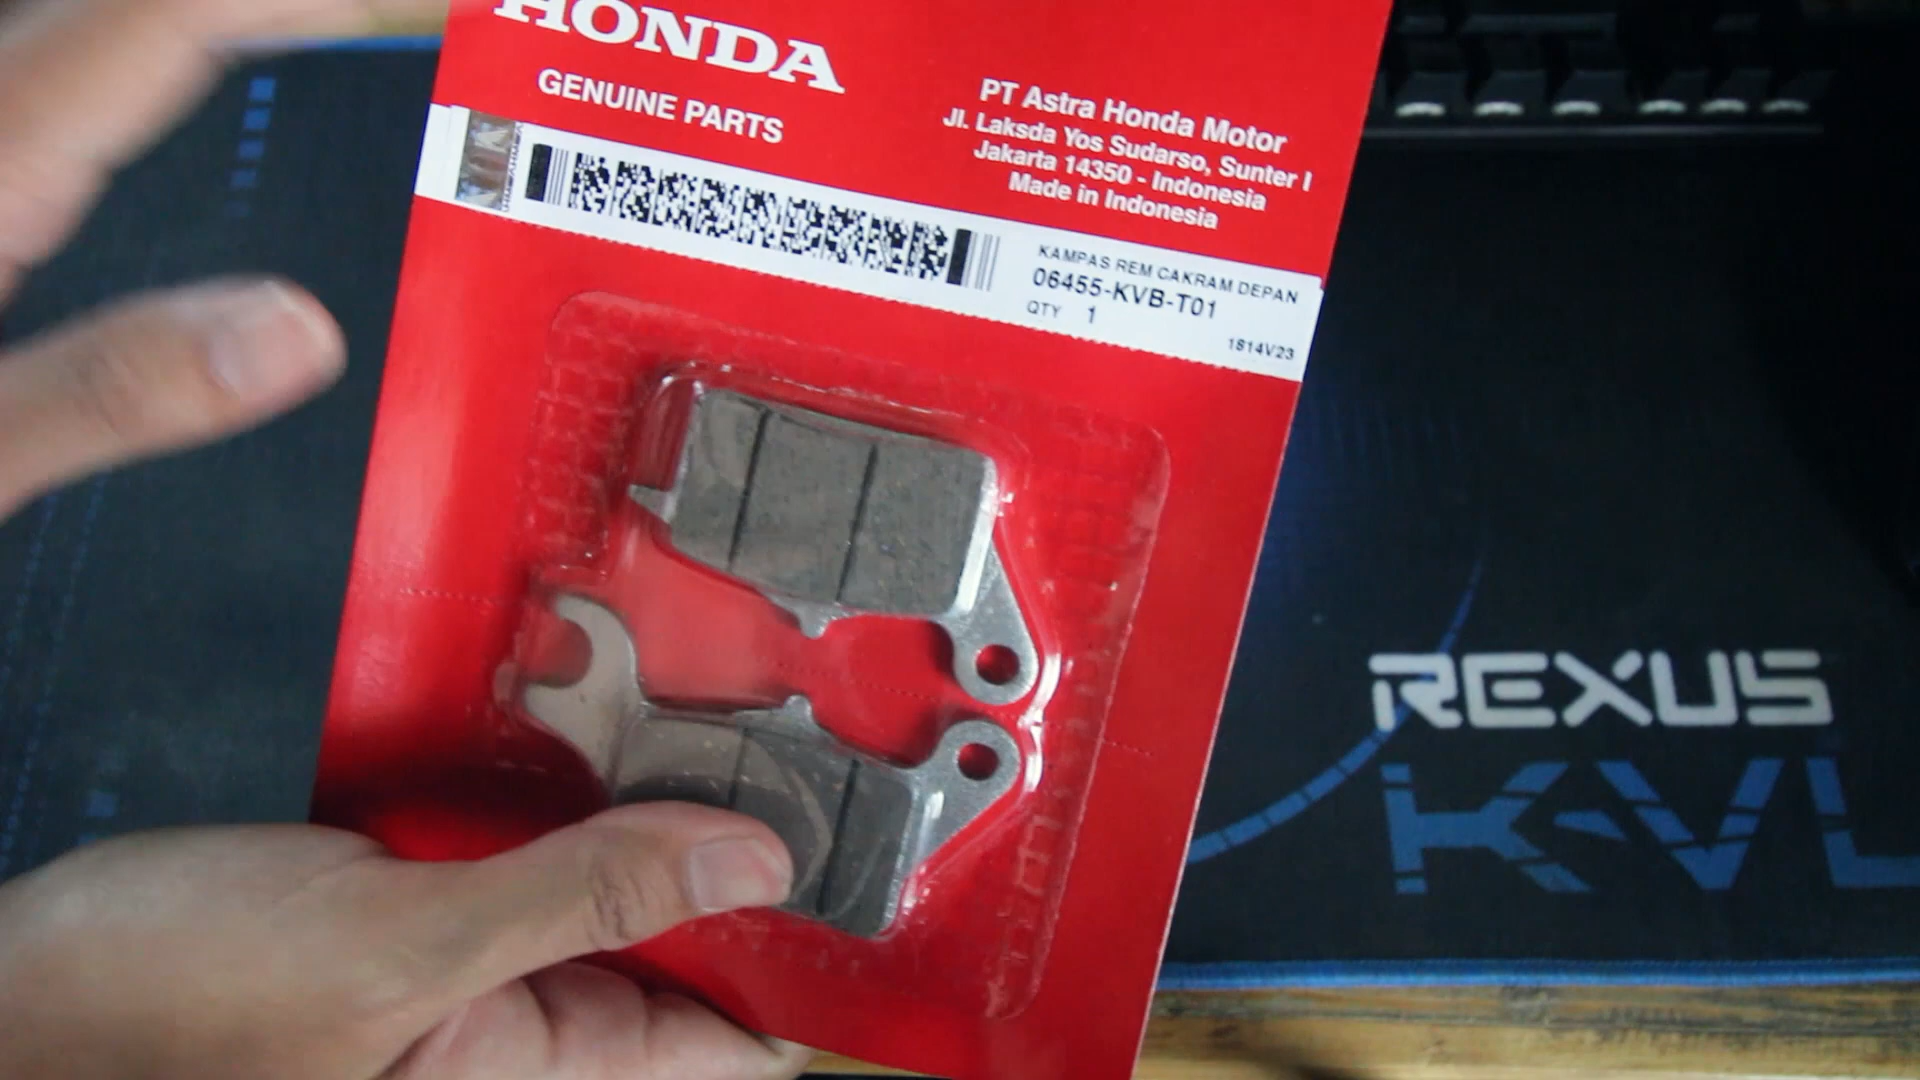 HONDA
GENUINE PARTS
PT Astra Honda Motor
Jl. Laksda Yos Sudarso, Sunter I
Jakarta 14350 - Indonesia
Made in Indonesia
KAMPAS REM CAKRAM DEPAN
06455-KVB-T01
QTY 1
1814V23
REXUS